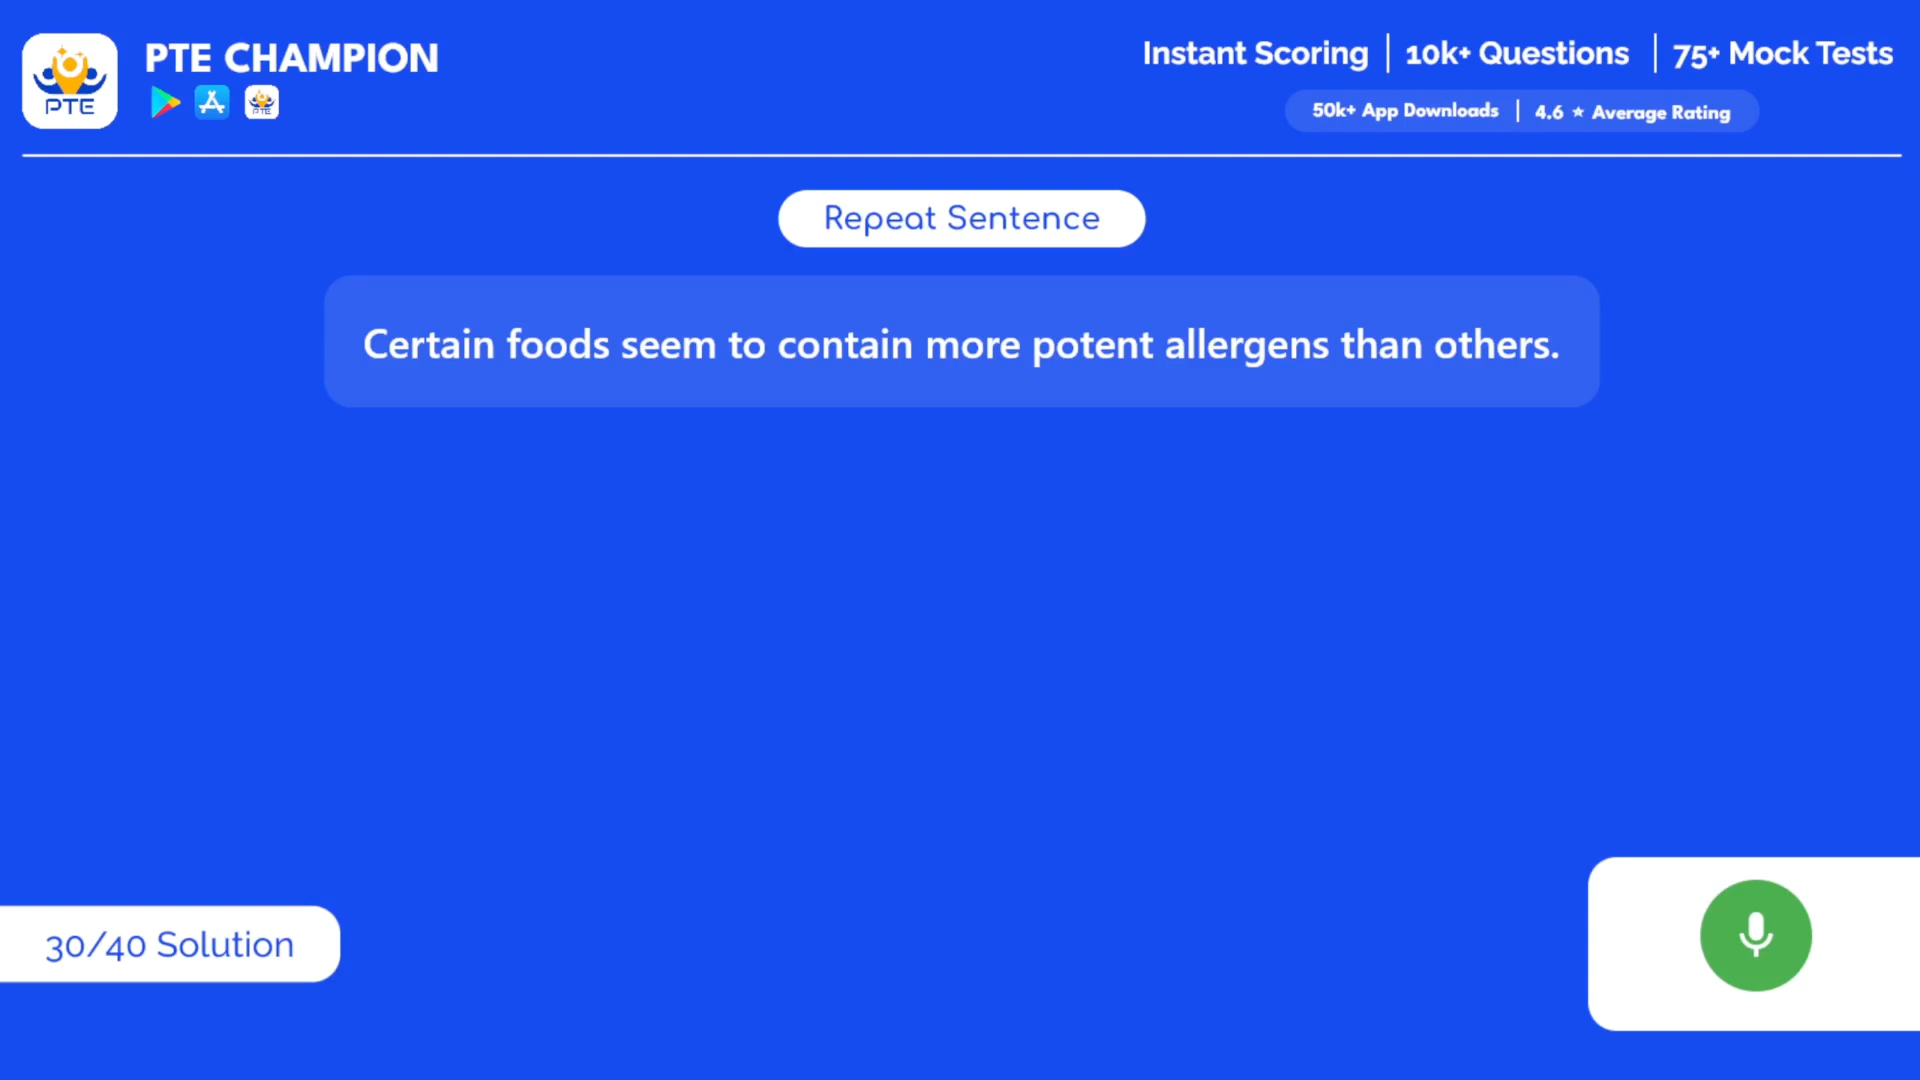 PTE CHAMPION
PTE
PTE
Instant Scoring | 10k+ Questions | 75+ Mock Tests
50k+ App Downloads | 4.6 ★ Average Rating
Repeat Sentence
Certain foods seem to contain more potent allergens than others.
30/40 Solution